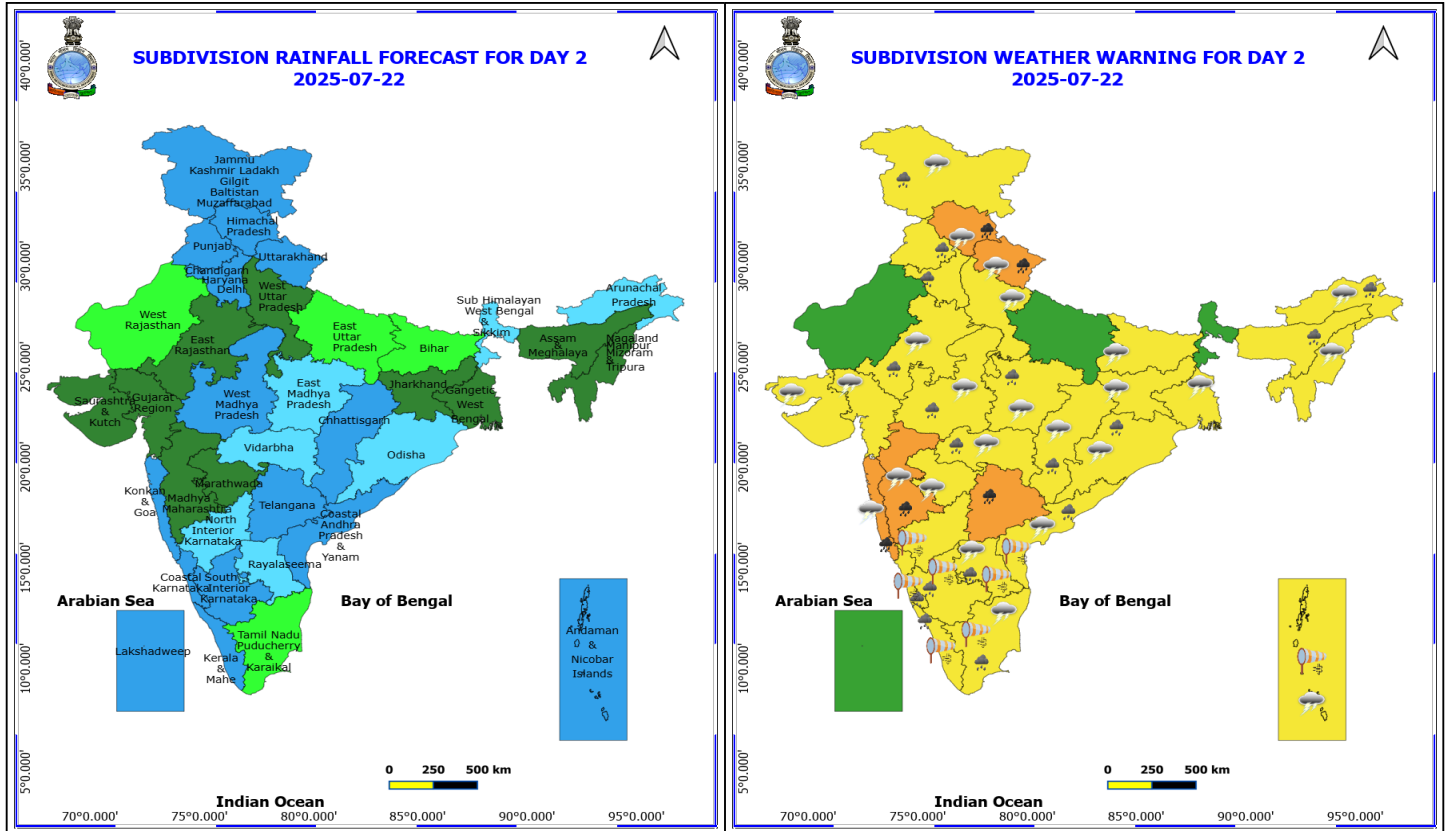 SUBDIVISION RAINFALL FORECAST FOR DAY 2
2025-07-22
40°0.000'
35°0.000'
30°0.000'
25°0.000'
20°0.000'
15°0.000'
10°0.000'
5°0.000'
Jammu
Kashmir Ladakh
Gilgit
Baltistan
Muzaffarabad
Himachal
Pradesh
Punjab
Uttarakhand
Chandigarh
Haryana
Delhi
West
Uttar
Pradesh
West
Rajasthan
East
Rajasthan
East
Uttar
Pradesh
Bihar
Sub Himalayan
West Bengal
&
Sikkim
Arunachal
Pradesh
Assam
&
Meghalaya
Nagaland
Manipur
Mizoram
&
Tripura
Saurashtra
&
Kutch
Gujarat
Region
West
Madhya
Pradesh
East
Madhya
Pradesh
Jharkhand
Gangetic
West
Bengal
Chhattisgarh
Vidarbha
Odisha
Konkan
&
Goa
Madhya
Maharashtra
Marathwada
Telangana
North
Interior
Karnataka
Coastal
Andhra
Pradesh
&
Yanam
Rayalaseema
Coastal
Karnataka
South
Interior
Karnataka
Arabian Sea
Bay of Bengal
Lakshadweep
Kerala
&
Mahe
Tamil Nadu
Puducherry
&
Karaikal
Andaman
&
Nicobar
Islands
0 250 500 km
Indian Ocean
70°0.000' 75°0.000' 80°0.000' 85°0.000' 90°0.000' 95°0.000'
SUBDIVISION WEATHER WARNING FOR DAY 2
2025-07-22
40°0.000'
35°0.000'
30°0.000'
25°0.000'
20°0.000'
15°0.000'
10°0.000'
5°0.000'
Arabian Sea
Bay of Bengal
0 250 500 km
Indian Ocean
70°0.000' 75°0.000' 80°0.000' 85°0.000' 90°0.000' 95°0.000'